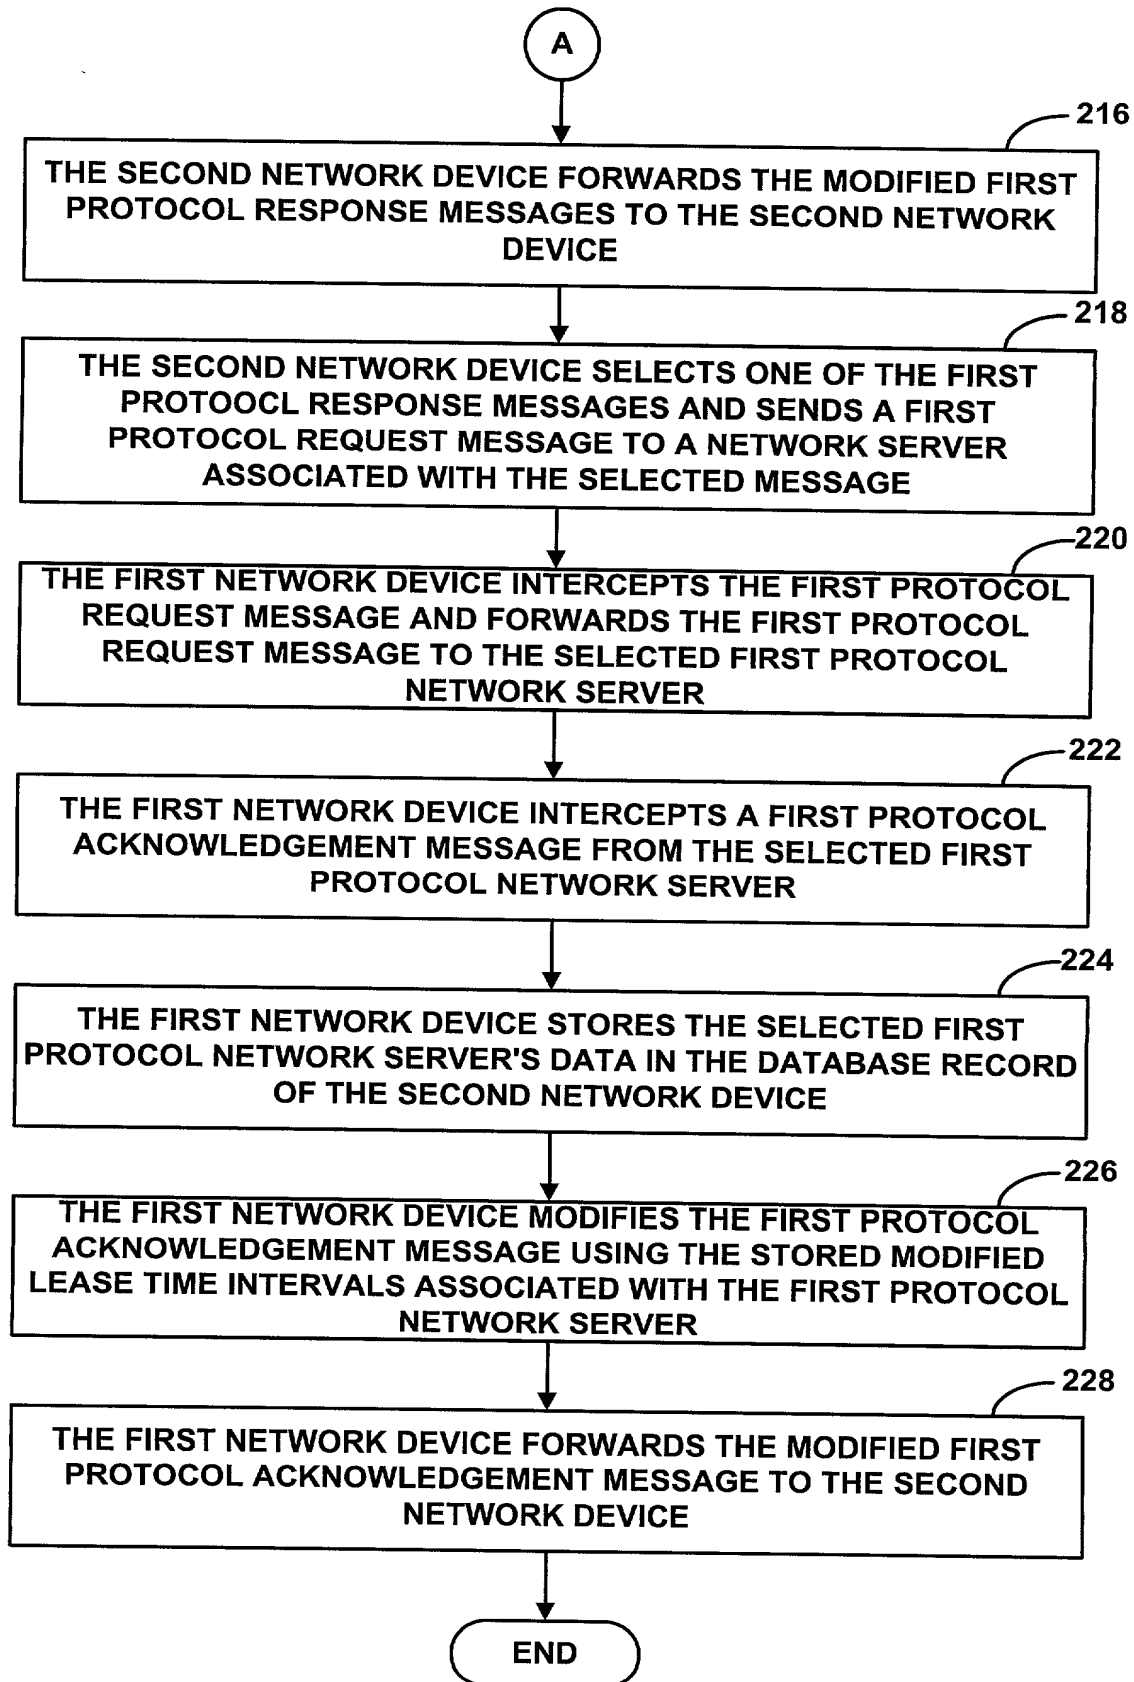 A
216
THE SECOND NETWORK DEVICE FORWARDS THE MODIFIED FIRST
PROTOCOL RESPONSE MESSAGES TO THE SECOND NETWORK
DEVICE
218
THE SECOND NETWORK DEVICE SELECTS ONE OF THE FIRST
PROTOOCL RESPONSE MESSAGES AND SENDS A FIRST
PROTOCOL REQUEST MESSAGE TO A NETWORK SERVER
ASSOCIATED WITH THE SELECTED MESSAGE
220
THE FIRST NETWORK DEVICE INTERCEPTS THE FIRST PROTOCOL
REQUEST MESSAGE AND FORWARDS THE FIRST PROTOCOL
REQUEST MESSAGE TO THE SELECTED FIRST PROTOCOL
NETWORK SERVER
222
THE FIRST NETWORK DEVICE INTERCEPTS A FIRST PROTOCOL
ACKNOWLEDGEMENT MESSAGE FROM THE SELECTED FIRST
PROTOCOL NETWORK SERVER
224
THE FIRST NETWORK DEVICE STORES THE SELECTED FIRST
PROTOCOL NETWORK SERVER'S DATA IN THE DATABASE RECORD
OF THE SECOND NETWORK DEVICE
226
THE FIRST NETWORK DEVICE MODIFIES THE FIRST PROTOCOL
ACKNOWLEDGEMENT MESSAGE USING THE STORED MODIFIED
LEASE TIME INTERVALS ASSOCIATED WITH THE FIRST PROTOCOL
NETWORK SERVER
228
THE FIRST NETWORK DEVICE FORWARDS THE MODIFIED FIRST
PROTOCOL ACKNOWLEDGEMENT MESSAGE TO THE SECOND
NETWORK DEVICE
END